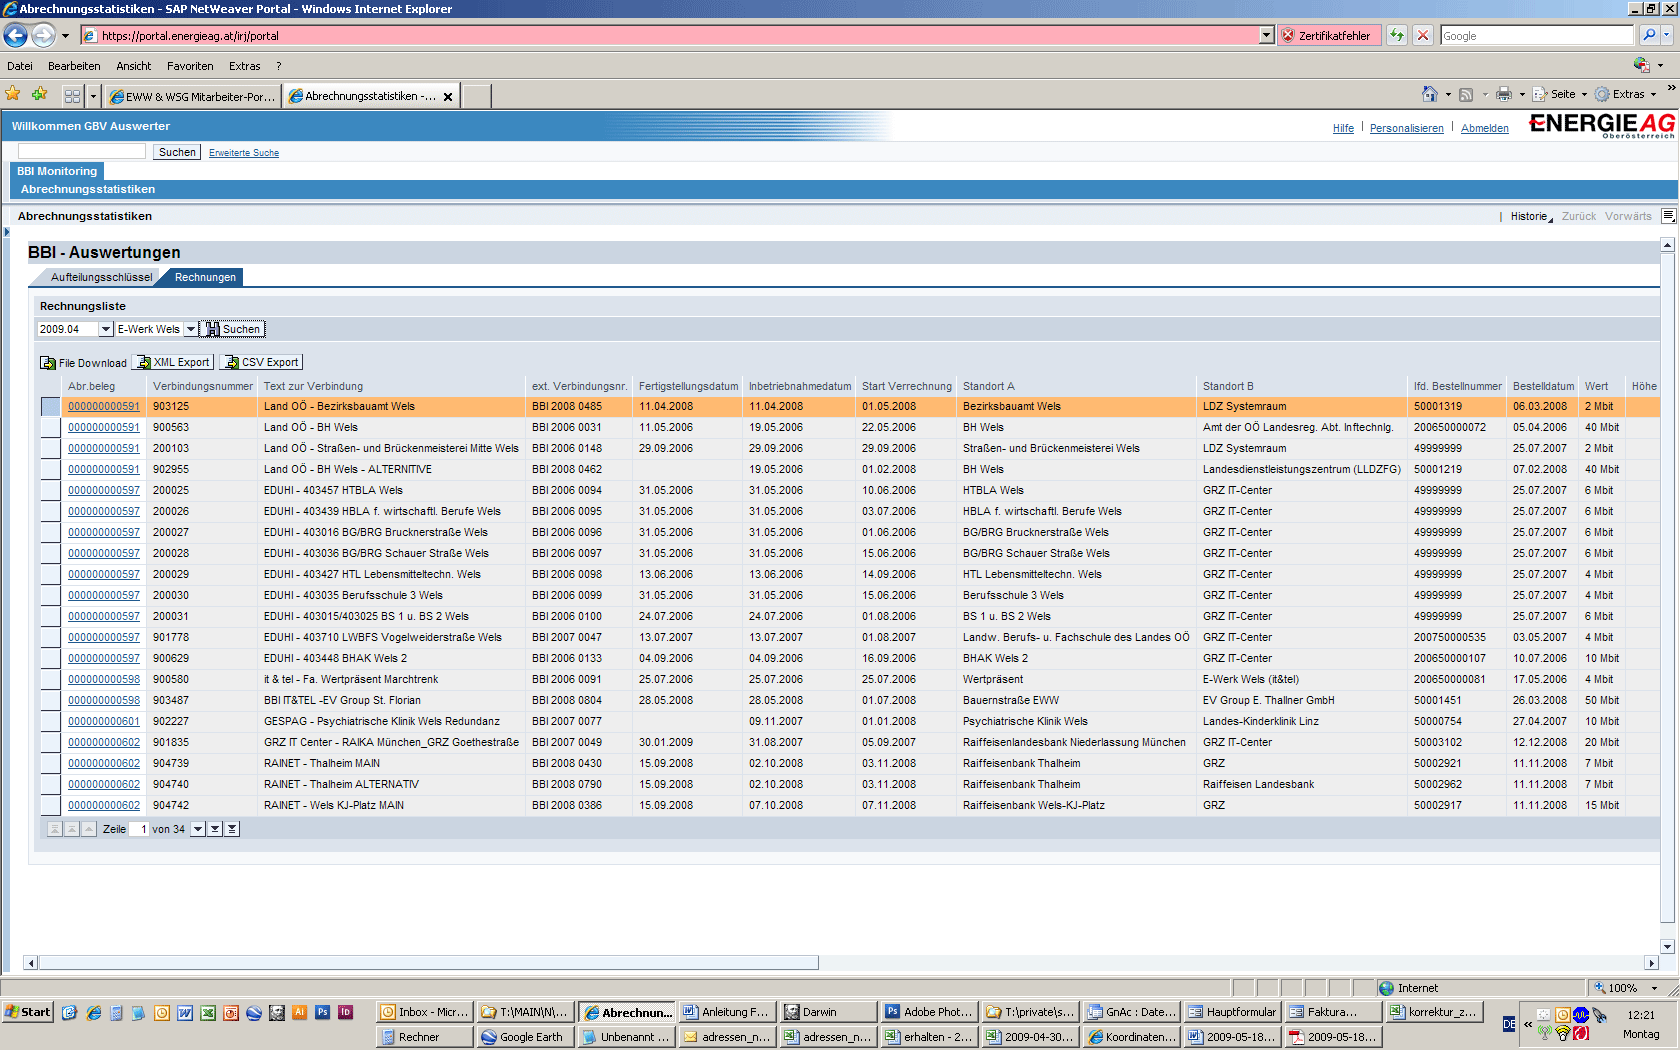 Abrechnungsstatistiken - SAP NetWeaver Portal - Windows Internet Explorer
https://portal.energieag.at/irj/portal Zertifikatfehler Google
Datei Bearbeiten Ansicht Favoriten Extras ?
EWW & WSG Mitarbeiter-Por... Abrechnungsstatistiken -... Seite Extras »
Willkommen GBV Auswerter Hilfe Personalisieren Abmelden ENERGIE AG
Oberösterreich
Suchen Erweiterte Suche
BBI Monitoring
Abrechnungsstatistiken
Abrechnungsstatistiken Historie Zurück Vorwärts
BBI - Auswertungen
Aufteilungsschlüssel Rechnungen
Rechnungsliste
2009.04 E-Werk Wels Suchen
File Download XML Export CSV Export
Abr.beleg Verbindungsnummer Text zur Verbindung ext. Verbindungsnr. Fertigstellungsdatum Inbetriebnahmedatum Start Verrechnung Standort A Standort B lfd. Bestellnummer Bestelldatum Wert Höhe
000000000591 903125 Land OÖ - Bezirksbauamt Wels BBI 2008 0485 11.04.2008 11.04.2008 01.05.2008 Bezirksbauamt Wels LDZ Systemraum 50001319 06.03.2008 2 Mbit
000000000591 900563 Land OÖ - BH Wels BBI 2006 0031 11.05.2006 19.05.2006 22.05.2006 BH Wels Amt der OÖ Landesreg. Abt. Inftechnlg. 200650000072 05.04.2006 40 Mbit
000000000591 200103 Land OÖ - Straßen- und Brückenmeisterei Mitte Wels BBI 2006 0148 29.09.2006 29.09.2006 29.09.2006 Straßen- und Brückenmeisterei Wels LDZ Systemraum 49999999 25.07.2007 2 Mbit
000000000591 902955 Land OÖ - BH Wels - ALTERNITIVE BBI 2008 0462 19.05.2006 01.02.2008 BH Wels Landesdienstleistungszentrum (LLDZFG) 50001219 07.02.2008 40 Mbit
000000000597 200025 EDUHI - 403457 HTBLA Wels BBI 2006 0094 31.05.2006 31.05.2006 10.06.2006 HTBLA Wels GRZ IT-Center 49999999 25.07.2007 6 Mbit
000000000597 200026 EDUHI - 403439 HBLA f. wirtschaftl. Berufe Wels BBI 2006 0095 31.05.2006 31.05.2006 03.07.2006 HBLA f. wirtschaftl. Berufe Wels GRZ IT-Center 49999999 25.07.2007 6 Mbit
000000000597 200027 EDUHI - 403016 BG/BRG Brucknerstraße Wels BBI 2006 0096 31.05.2006 31.05.2006 01.06.2006 BG/BRG Brucknerstraße Wels GRZ IT-Center 49999999 25.07.2007 6 Mbit
000000000597 200028 EDUHI - 403036 BG/BRG Schauer Straße Wels BBI 2006 0097 31.05.2006 31.05.2006 15.06.2006 BG/BRG Schauer Straße Wels GRZ IT-Center 49999999 25.07.2007 6 Mbit
000000000597 200029 EDUHI - 403427 HTL Lebensmitteltechn. Wels BBI 2006 0098 13.06.2006 13.06.2006 14.09.2006 HTL Lebensmitteltechn. Wels GRZ IT-Center 49999999 25.07.2007 4 Mbit
000000000597 200030 EDUHI - 403035 Berufsschule 3 Wels BBI 2006 0099 31.05.2006 31.05.2006 15.06.2006 Berufsschule 3 Wels GRZ IT-Center 49999999 25.07.2007 4 Mbit
000000000597 200031 EDUHI - 403015/403025 BS 1 u. BS 2 Wels BBI 2006 0100 24.07.2006 24.07.2006 01.08.2006 BS 1 u. BS 2 Wels GRZ IT-Center 49999999 25.07.2007 6 Mbit
000000000597 901778 EDUHI - 403710 LWBFS Vogelweiderstraße Wels BBI 2007 0047 13.07.2007 13.07.2007 01.08.2007 Landw. Berufs- u. Fachschule des Landes OÖ GRZ IT-Center 200750000535 03.05.2007 4 Mbit
000000000597 900629 EDUHI - 403448 BHAK Wels 2 BBI 2006 0133 04.09.2006 04.09.2006 16.09.2006 BHAK Wels 2 GRZ IT-Center 200650000107 10.07.2006 10 Mbit
000000000598 900580 it & tel - Fa. Wertpräsent Marchtrenk BBI 2006 0091 25.07.2006 25.07.2006 25.07.2006 Wertpräsent E-Werk Wels (it&tel) 200650000081 17.05.2006 4 Mbit
000000000598 903487 BBI IT&TEL -EV Group St. Florian BBI 2008 0804 28.05.2008 28.05.2008 01.07.2008 Bauernstraße EWW EV Group E. Thallner GmbH 50001451 26.03.2008 50 Mbit
000000000601 902227 GESPAG - Psychiatrische Klinik Wels Redundanz BBI 2007 0077 09.11.2007 01.01.2008 Psychiatrische Klinik Wels Landes-Kinderklinik Linz 50000754 27.04.2007 10 Mbit
000000000602 901835 GRZ IT Center - RAIKA München_GRZ Goethestraße BBI 2007 0049 30.01.2009 31.08.2007 05.09.2007 Raiffeisenlandesbank Niederlassung München GRZ IT-Center 50003102 12.12.2008 20 Mbit
000000000602 904739 RAINET - Thalheim MAIN BBI 2008 0430 15.09.2008 02.10.2008 03.11.2008 Raiffeisenbank Thalheim GRZ 50002921 11.11.2008 7 Mbit
000000000602 904740 RAINET - Thalheim ALTERNATIV BBI 2008 0790 15.09.2008 02.10.2008 03.11.2008 Raiffeisenbank Thalheim Raiffeisen Landesbank 50002962 11.11.2008 7 Mbit
000000000602 904742 RAINET - Wels KJ-Platz MAIN BBI 2008 0386 15.09.2008 07.10.2008 07.11.2008 Raiffeisenbank Wels-KJ-Platz GRZ 50002917 11.11.2008 15 Mbit
Zeile 1 von 34
Internet 100%
Start Inbox - Micr... T:\MAIN\N\... Abrechnun... Anleitung F... Darwin Adobe Phot... T:\private\s... GnAc : Date... Hauptformular Faktura... korrektur_z... DE « 12:21
Rechner Google Earth Unbenannt ... adressen_n... adressen_n... erhalten - 2... 2009-04-30... Koordinaten... 2009-05-18... 2009-05-18... Montag